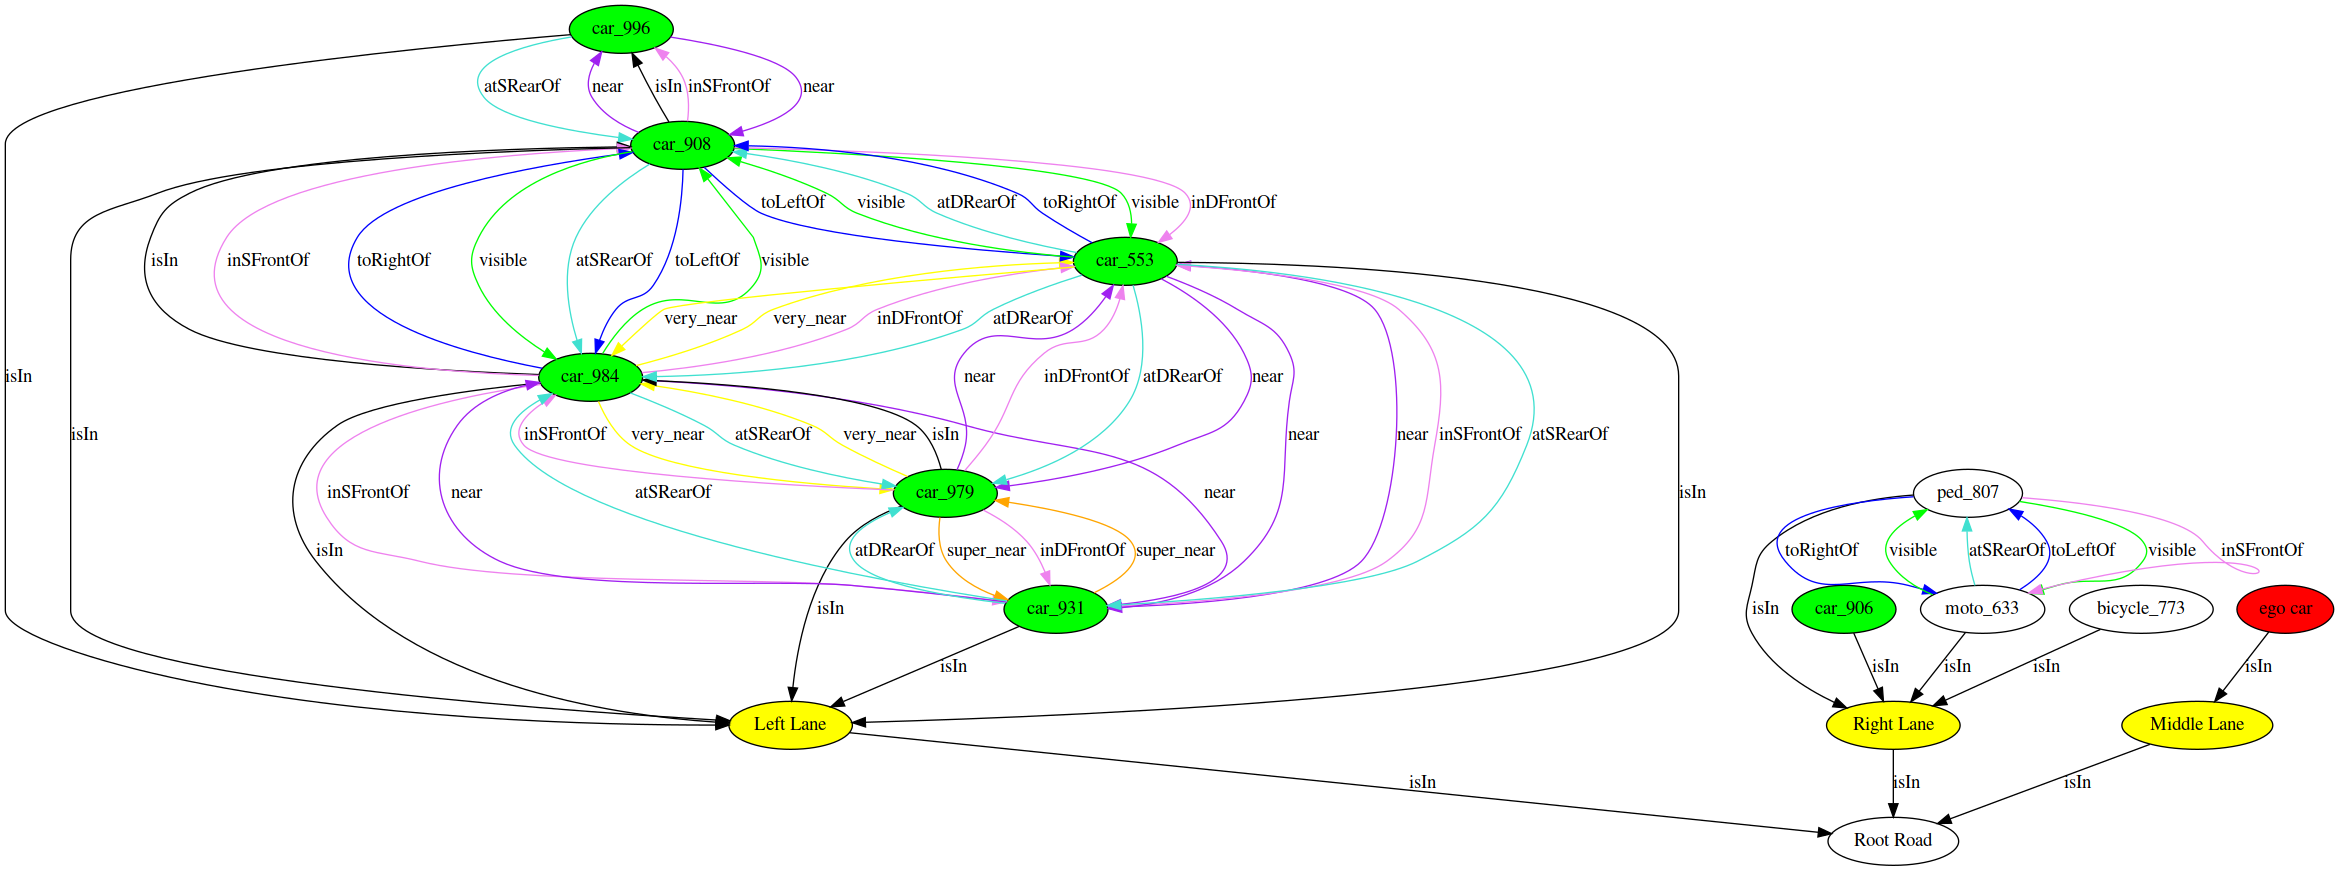 car_996
atSRearOf
near
isIn
inSFrontOf
near
car_908
toLeftOf
visible
atDRearOf
toRightOf
visible
inDFrontOf
isIn
inSFrontOf
toRightOf
visible
atSRearOf
toLeftOf
visible
car_553
very_near
very_near
inDFrontOf
atDRearOf
isIn
car_984
near
inDFrontOf
atDRearOf
near
isIn
inSFrontOf
very_near
atSRearOf
very_near
isIn
near
near
inSFrontOf
atSRearOf
inSFrontOf
near
atSRearOf
car_979
near
isIn
ped_807
isIn
atDRearOf
super_near
inDFrontOf
super_near
toRightOf
visible
atSRearOf
toLeftOf
visible
inSFrontOf
isIn
car_931
isIn
car_906
moto_633
bicycle_773
ego car
isIn
isIn
isIn
isIn
isIn
Left Lane
Right Lane
Middle Lane
isIn
isIn
isIn
Root Road